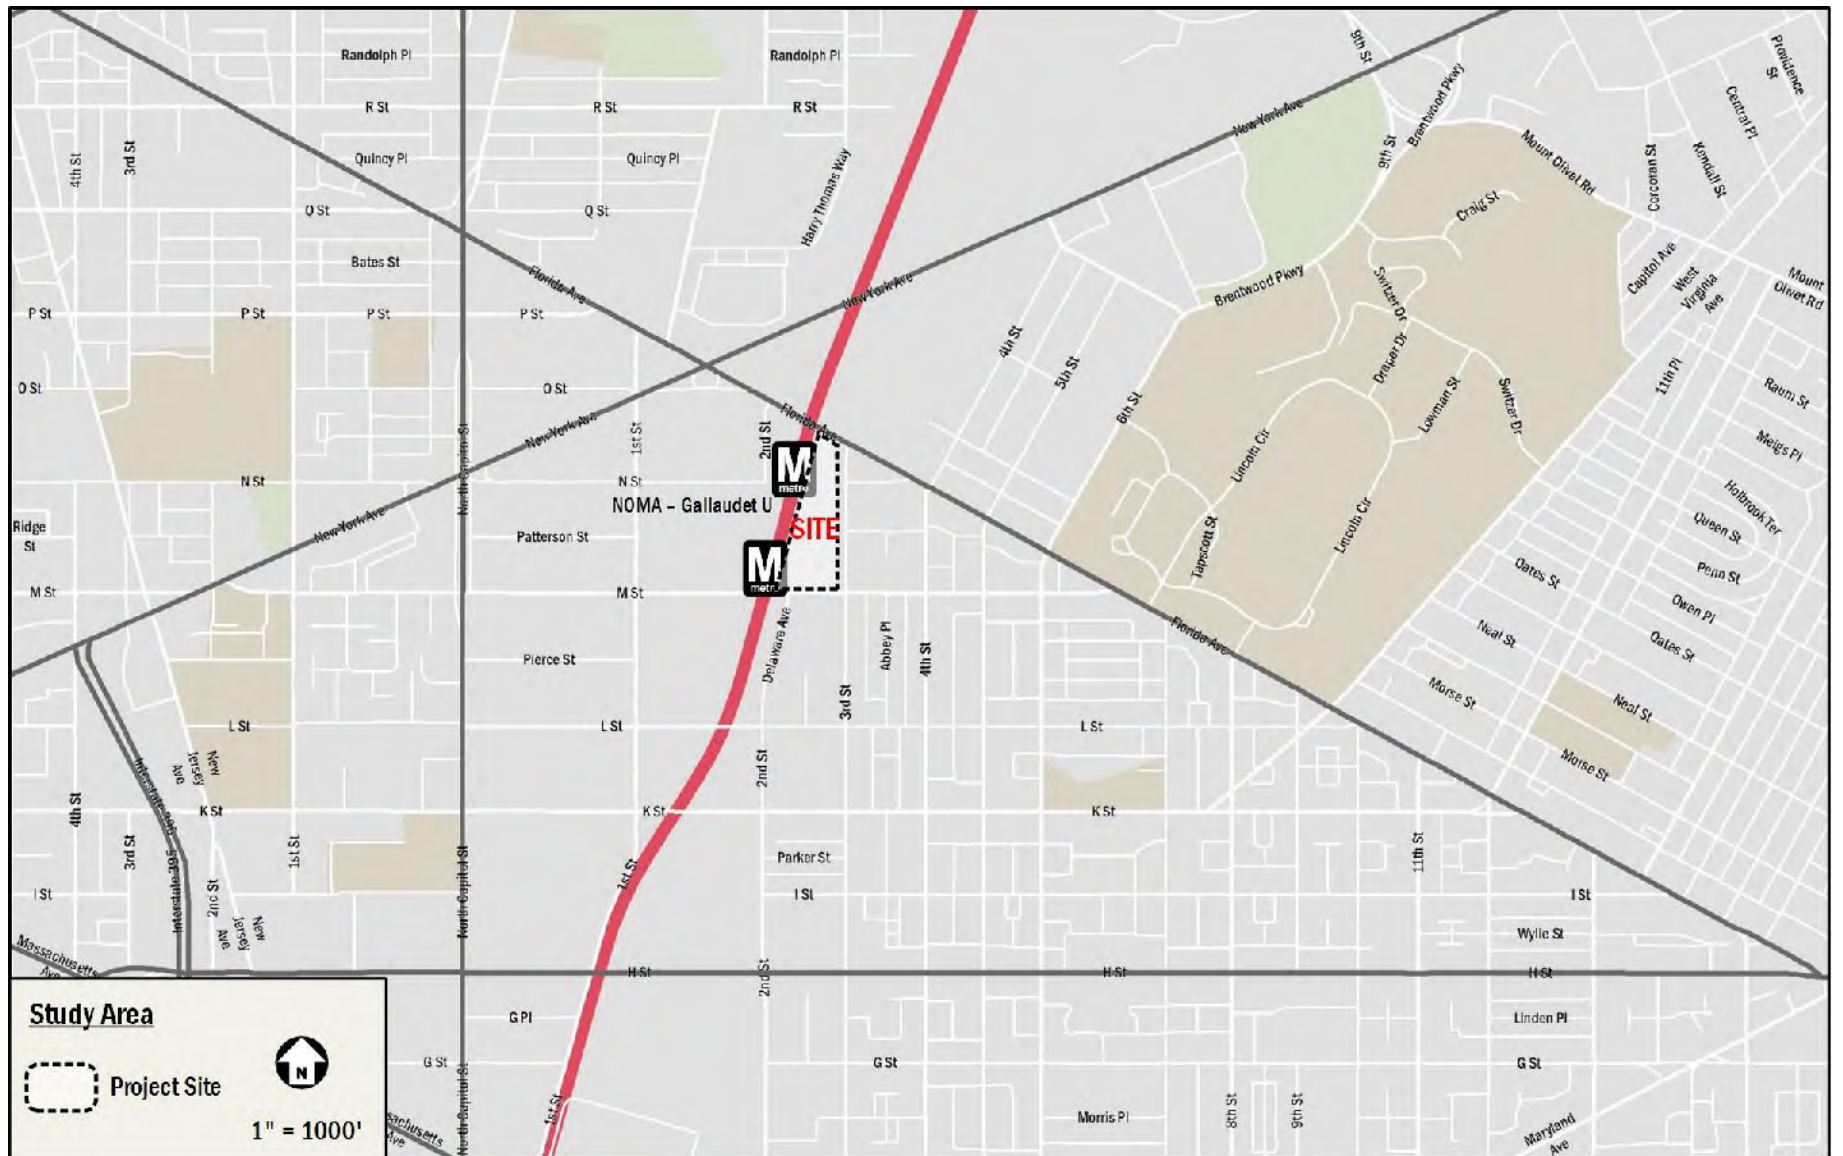 Randolph Pl
Randolph Pl
9th St
Providence
St
R St
R St
R St
New York Ave
Brentwood Pkwy
Central Pl
4th St
3rd St
Quincy Pl
Quincy Pl
Harry Thomas Way
9th St
Mount Olivet Rd
Corcoran St
Kendall St
Q St
Q St
Craig St
Bates St
Florida Ave
New York Ave
Brentwood Pkwy
Switzer Dr
Capitol Ave
West
Virginia
Ave
Mount
Olivet Rd
P St
P St
P St
P St
4th St
5th St
Draper Dr
11th Pl
O St
O St
6th St
Lowman St
Switzer Dr
Raum St
New York Ave
1st St
2nd St
Florida Ave
Lincoln Cir
Meigs Pl
North Capitol St
N St
N St
M
metro
NOMA – Gallaudet U
Holbrook Ter
Ridge
St
New York Ave
Patterson St
SITE
Tapscott St
Lincoln Cir
Queen St
M
metro
Oates St
Penn St
M St
M St
Delaware Ave
Abbey Pl
4th St
Florida Ave
Neal St
Owen Pl
Oates St
Pierce St
3rd St
Morse St
Neal St
L St
L St
L St
New
Jersey
Ave
2nd St
Morse St
4th St
Interstate 395
K St
K St
K St
3rd St
Interstate 395
1st St
1st St
Parker St
11th St
I St
2nd St
North Capitol St
I St
I St
New
Jersey
Ave
Wylie St
Massachusetts
Ave
H St
2nd St
H St
H St
G Pl
Linden Pl
G St
G St
G St
North Capitol St
1st St
Morris Pl
8th St
9th St
Maryland
Ave
sachusetts
Ave
Study Area
Project Site
N
1" = 1000'